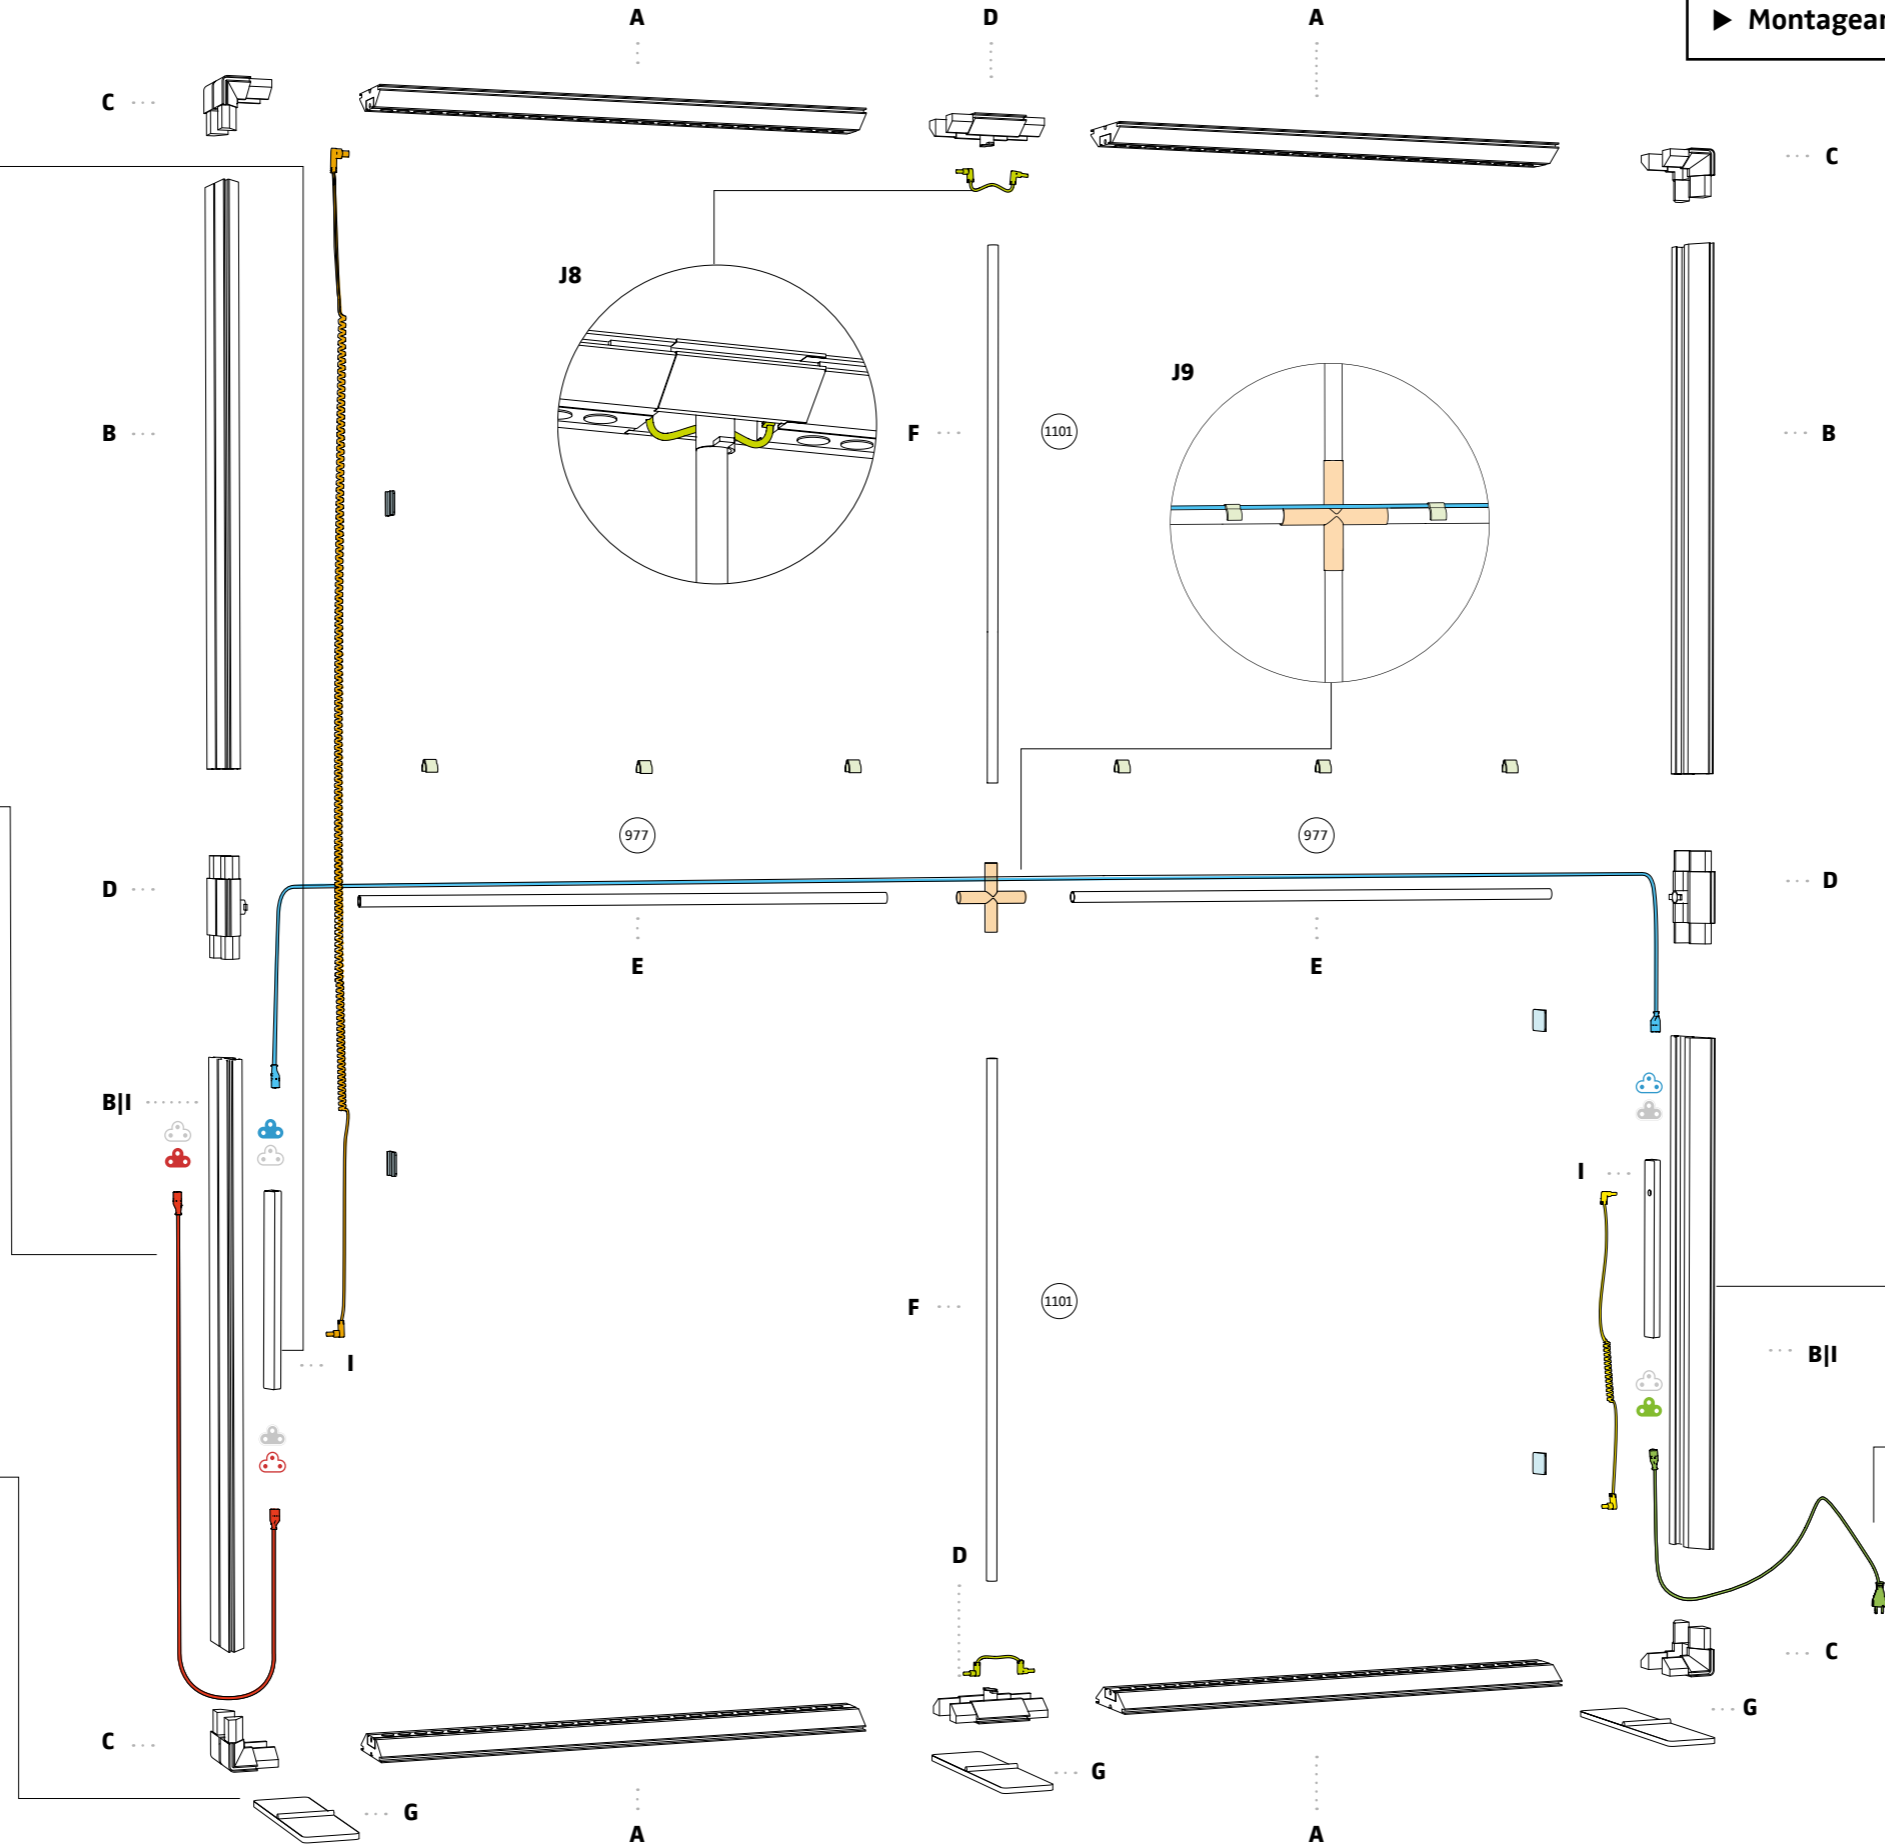 A D A
▶ Montagear
C
C
J8
J9
B F 1101 B
977 977
D D
E E
B|I
I
F 1101
I B|I
D
C
G
C G
G
A A